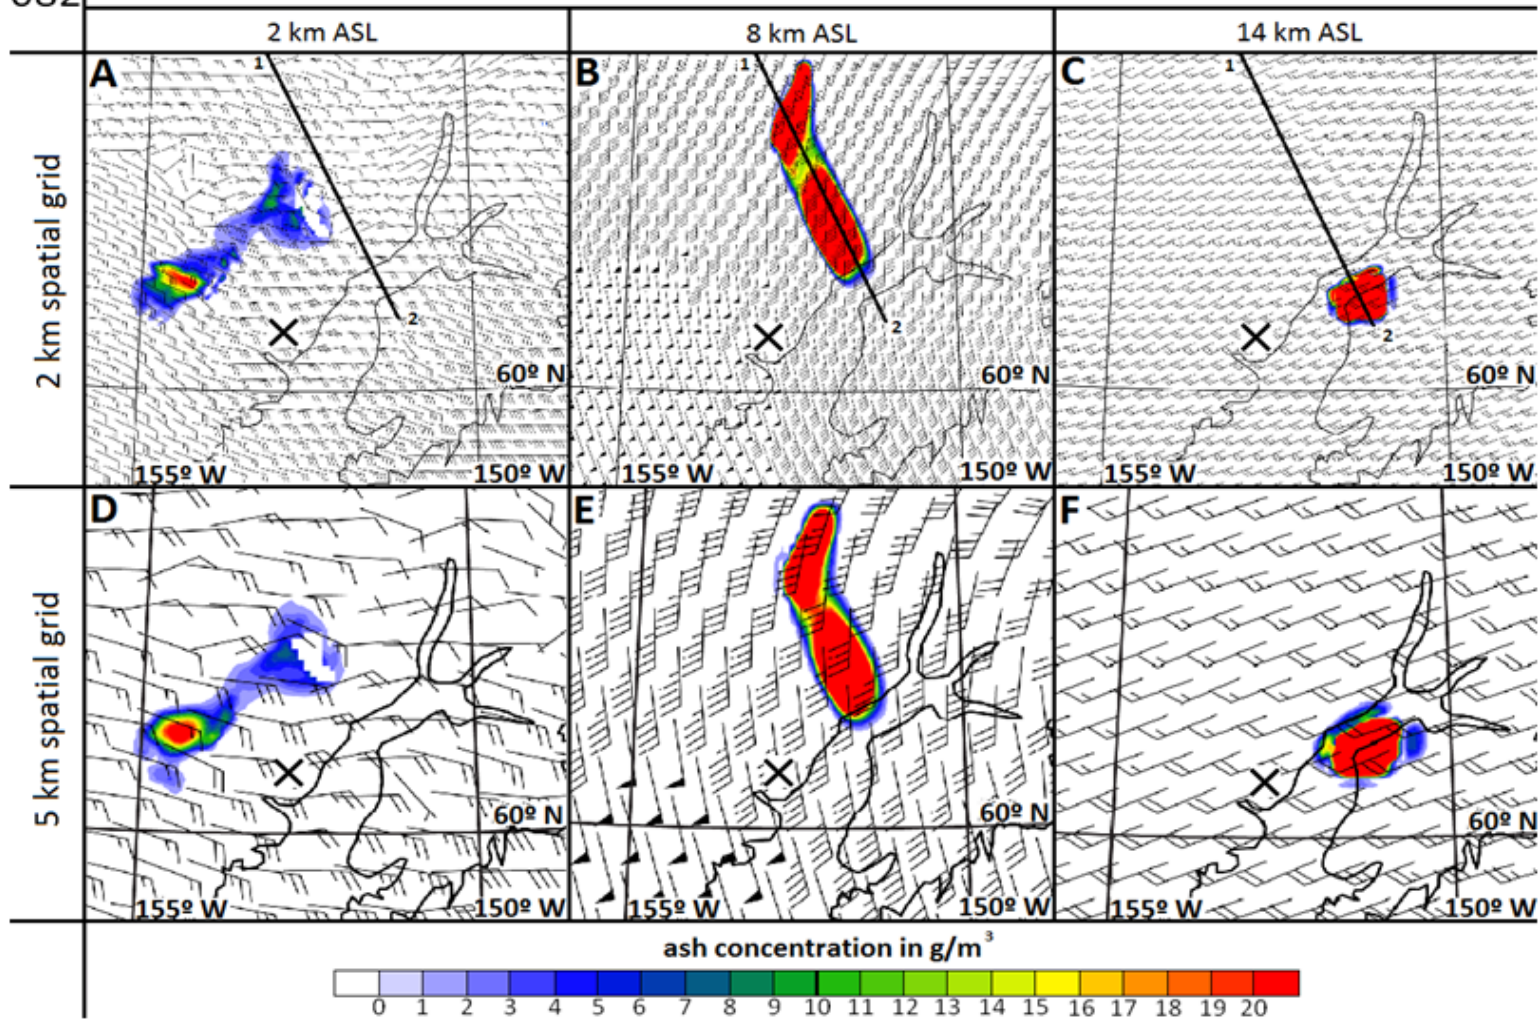 2 km ASL 8 km ASL 14 km ASL
2 km spatial grid
A 1 2 60º N 155º W 150º W
B 1 2 60º N 155º W 150º W
C 1 2 60º N 155º W 150º W
5 km spatial grid
D 60º N 155º W 150º W
E 60º N 155º W 150º W
F 60º N 155º W 150º W
ash concentration in g/m³
0 1 2 3 4 5 6 7 8 9 10 11 12 13 14 15 16 17 18 19 20